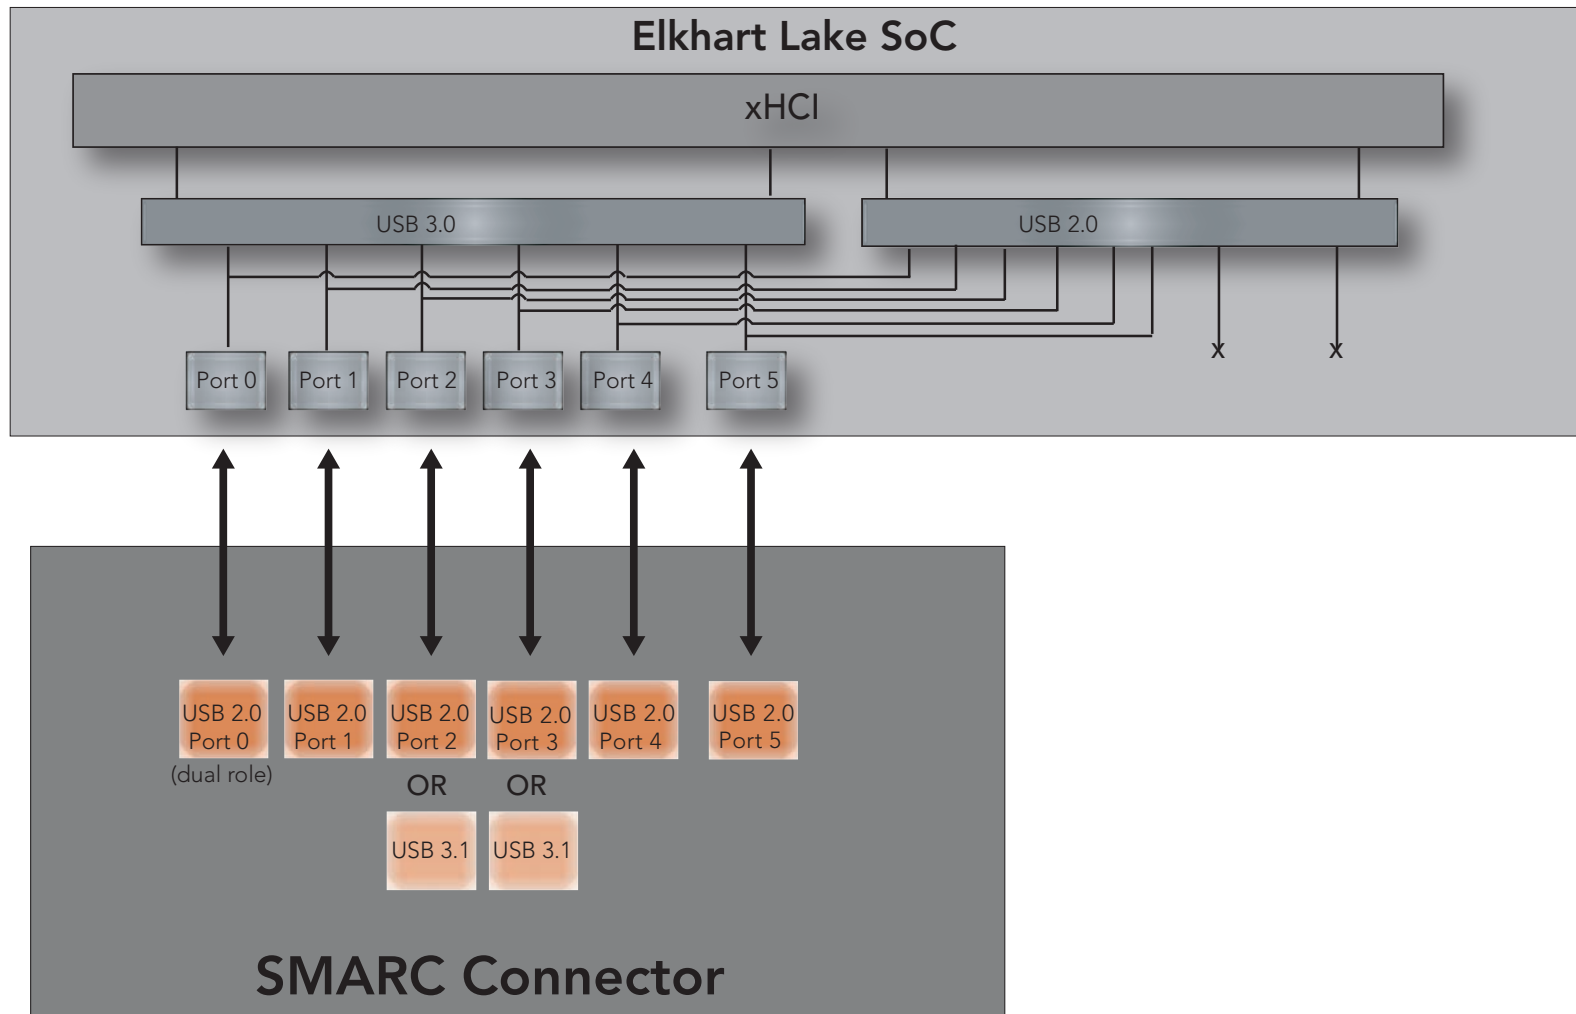 Elkhart Lake SoC
xHCI
USB 3.0
USB 2.0
x
x
Port 0
Port 1
Port 2
Port 3
Port 4
Port 5
USB 2.0
Port 0
(dual role)
USB 2.0
Port 1
USB 2.0
Port 2
OR
USB 3.1
USB 2.0
Port 3
OR
USB 3.1
USB 2.0
Port 4
USB 2.0
Port 5
SMARC Connector